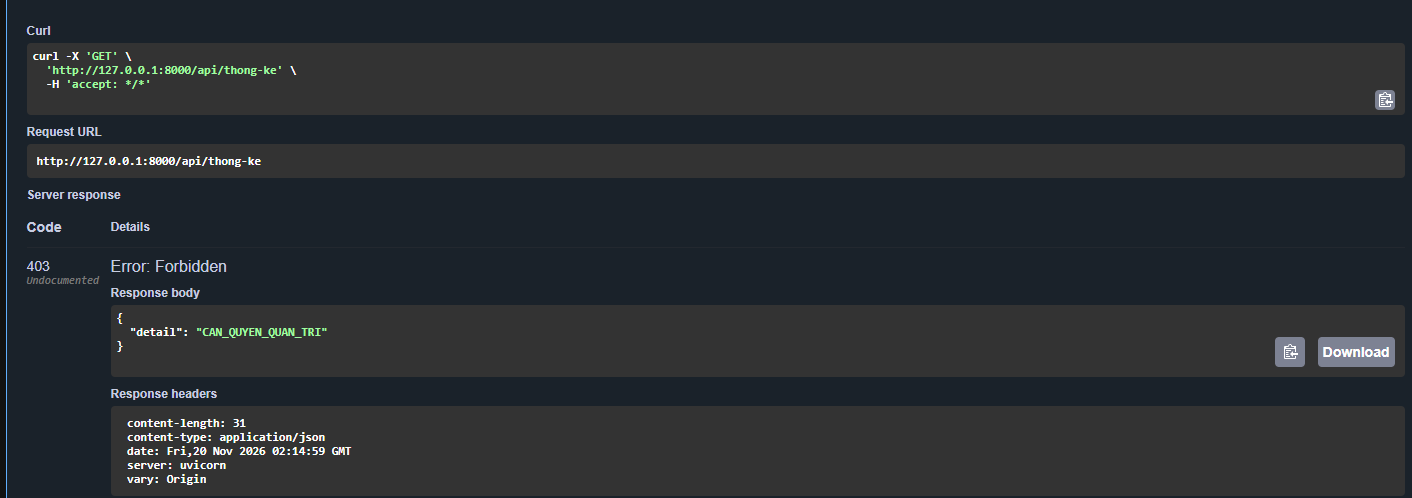 Curl
curl -X 'GET' \
  'http://127.0.0.1:8000/api/thong-ke' \
  -H 'accept: */*'
Request URL
http://127.0.0.1:8000/api/thong-ke
Server response
Code Details
403 Error: Forbidden
Undocumented
Response body
{
  "detail": "CAN_QUYEN_QUAN_TRI"
}
Download
Response headers
content-length: 31
content-type: application/json
date: Fri,20 Nov 2026 02:14:59 GMT
server: uvicorn
vary: Origin